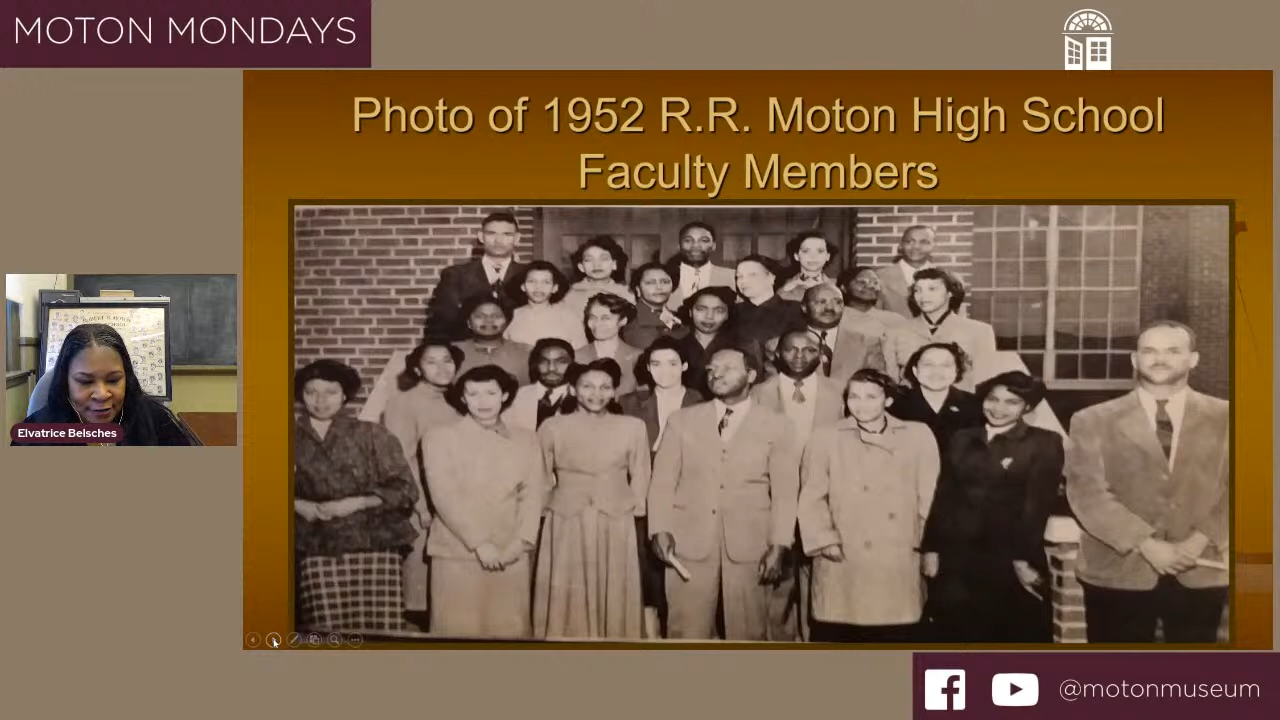 MOTON MONDAYS
Photo of 1952 R.R. Moton High School
Faculty Members
Elvatrice Belsches
@motonmuseum